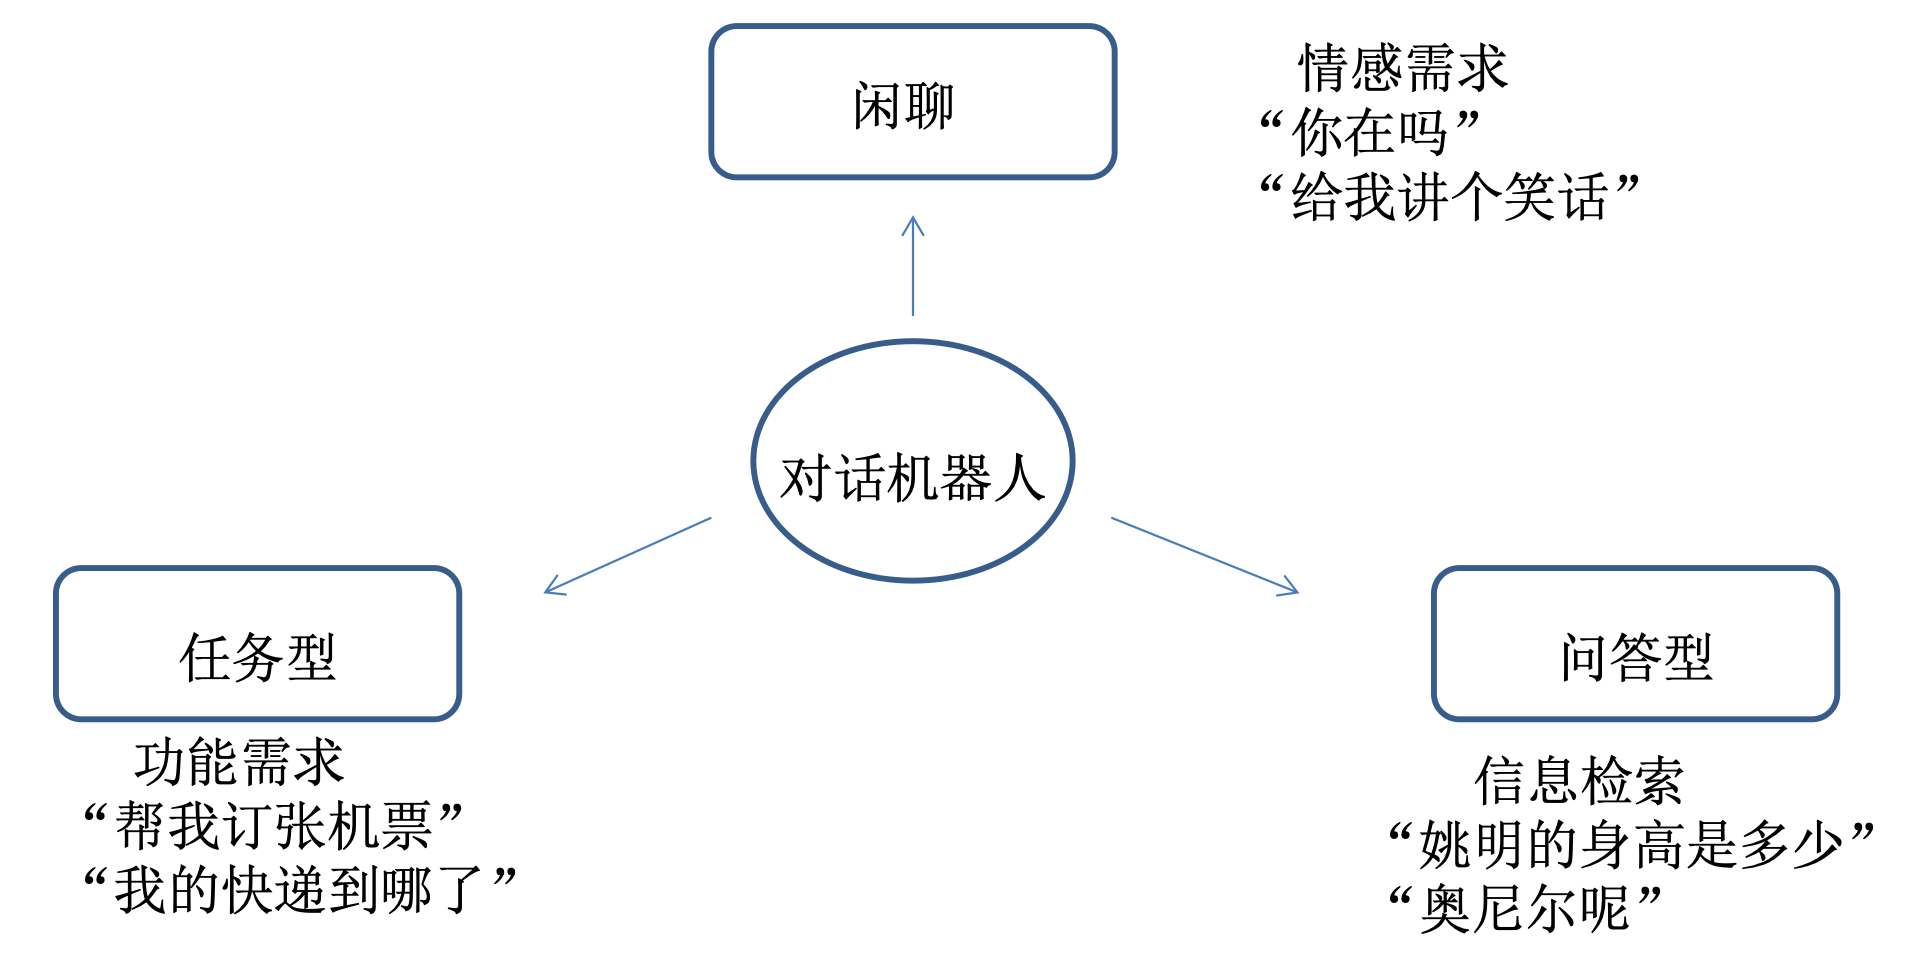 闲聊
情感需求
“你在吗”
“给我讲个笑话”
对话机器人
任务型
功能需求
“帮我订张机票”
“我的快递到哪了”
问答型
信息检索
“姚明的身高是多少”
“奥尼尔呢”